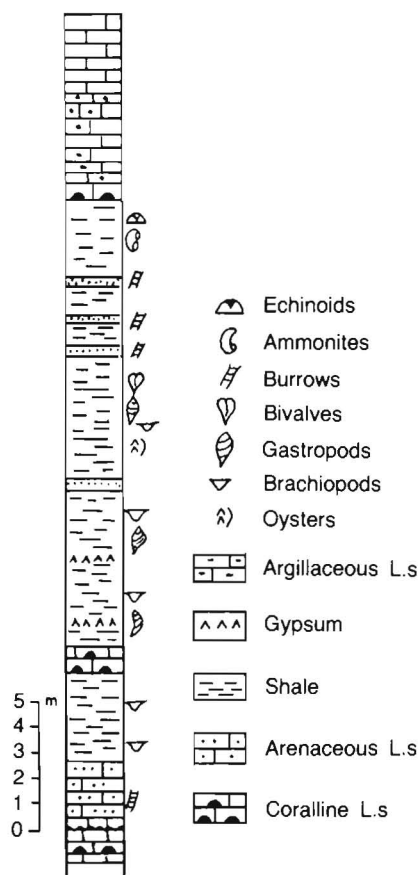 Echinoids
Ammonites
Burrows
Bivalves
Gastropods
Brachiopods
Oysters
Argillaceous L.s
Gypsum
Shale
Arenaceous L.s
Coralline L.s
5 m
4
3
2
1
0